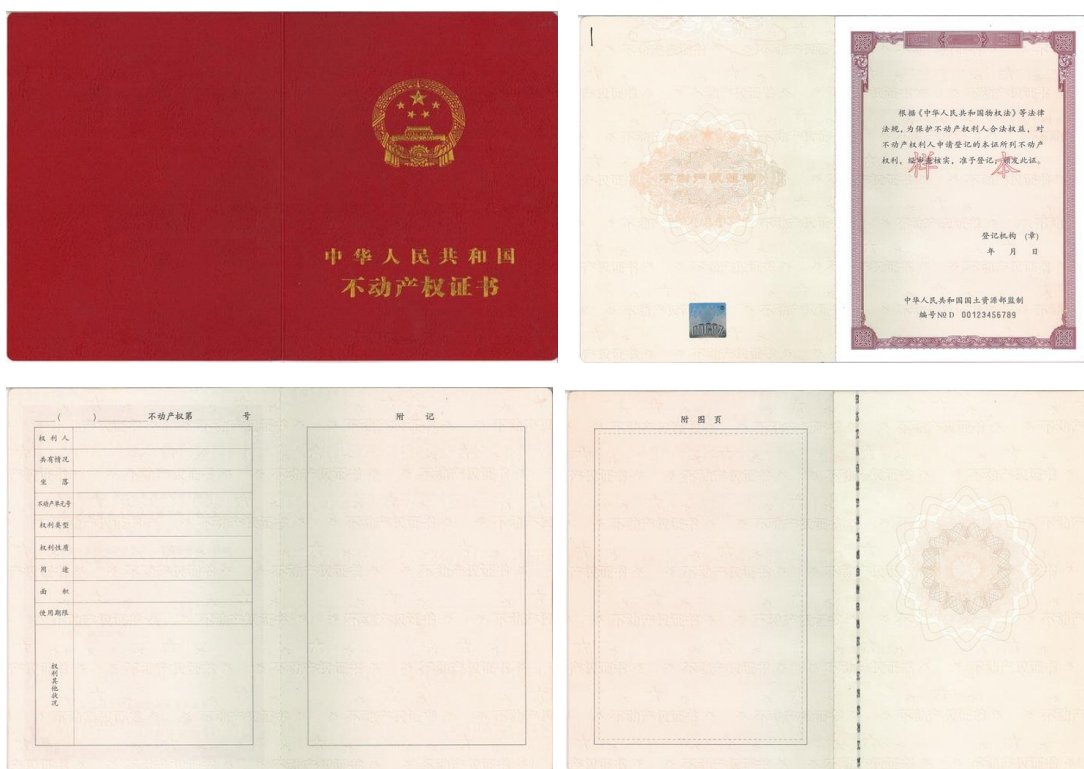 中华人民共和国
不动产权证书
不动产权证书
根据《中华人民共和国物权法》等法律
法规，为保护不动产权利人合法权益，对
不动产权利人申请登记的本证所列不动产
权利，经审查核实，准予登记，颁发此证。
样 本
登记机构 (章)
年 月 日
中华人民共和国国土资源部监制
编号№ D 00123456789
( ) 不动产权第 号
权利人
共有情况
坐 落
不动产单元号
权利类型
权利性质
用 途
面 积
使用期限
权利其他状况
附 记
附 图 页